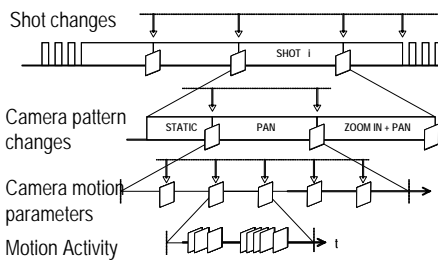 Shot changes
SHOT i
Camera pattern
changes
STATIC PAN ZOOM IN + PAN
Camera motion
parameters
Motion Activity
t